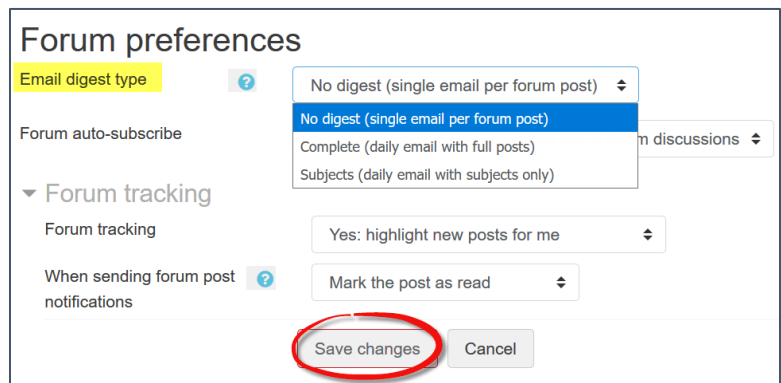 Forum preferences
Email digest type ? No digest (single email per forum post)
No digest (single email per forum post)
Forum auto-subscribe discussions
Complete (daily email with full posts)
Subjects (daily email with subjects only)
Forum tracking
Forum tracking Yes: highlight new posts for me
When sending forum post ? Mark the post as read
notifications
Save changes Cancel